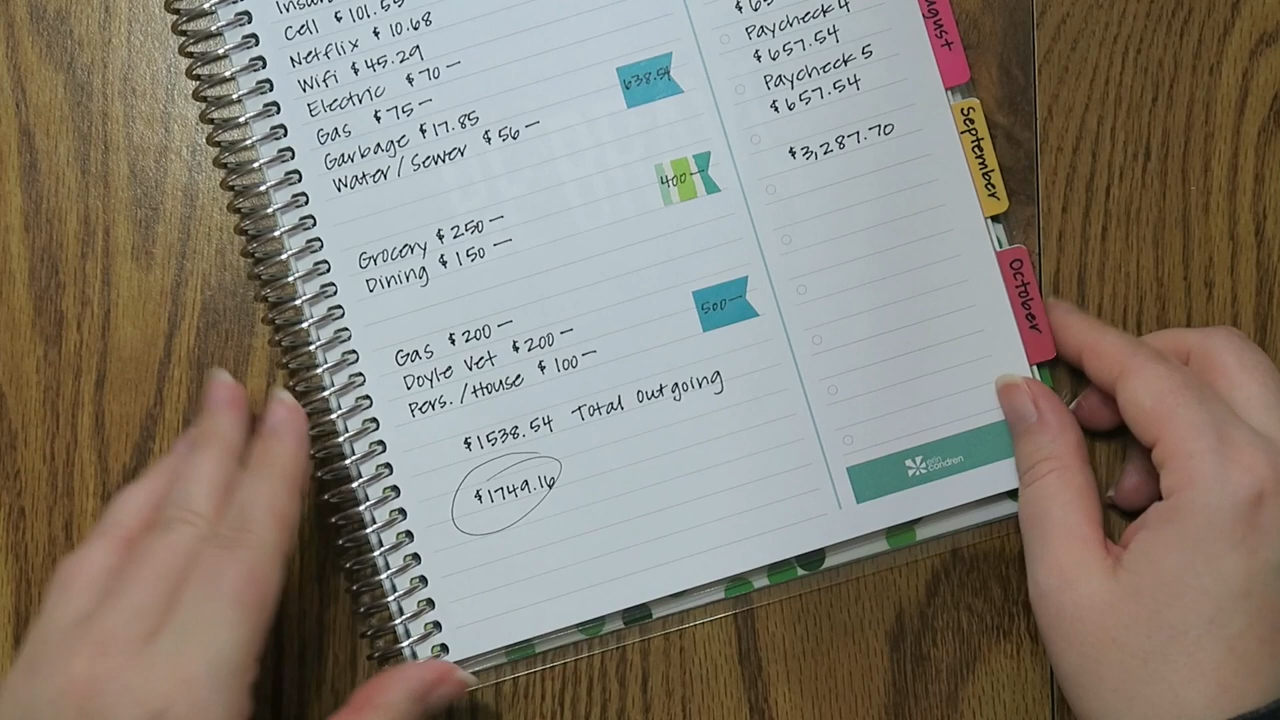 Cell $101.55
Netflix $10.68
Wifi $45.29
Electric $70—
Gas $75—
Garbage $17.85
Water/Sewer $56—
638.54
Grocery $250—
Dining $150—
400—
Gas $200—
Doyle Vet $200—
Pers./House $100—
500—
$1538.54 Total outgoing
$1749.16
Paycheck 4
$657.54
Paycheck 5
$657.54
$3,287.70
erin
condren
September
October